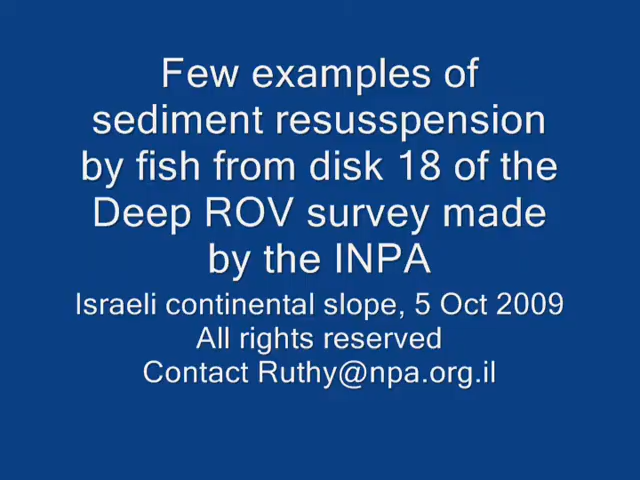 Few examples of
sediment resusspension
by fish from disk 18 of the
Deep ROV survey made
by the INPA
Israeli continental slope, 5 Oct 2009
All rights reserved
Contact Ruthy@npa.org.il